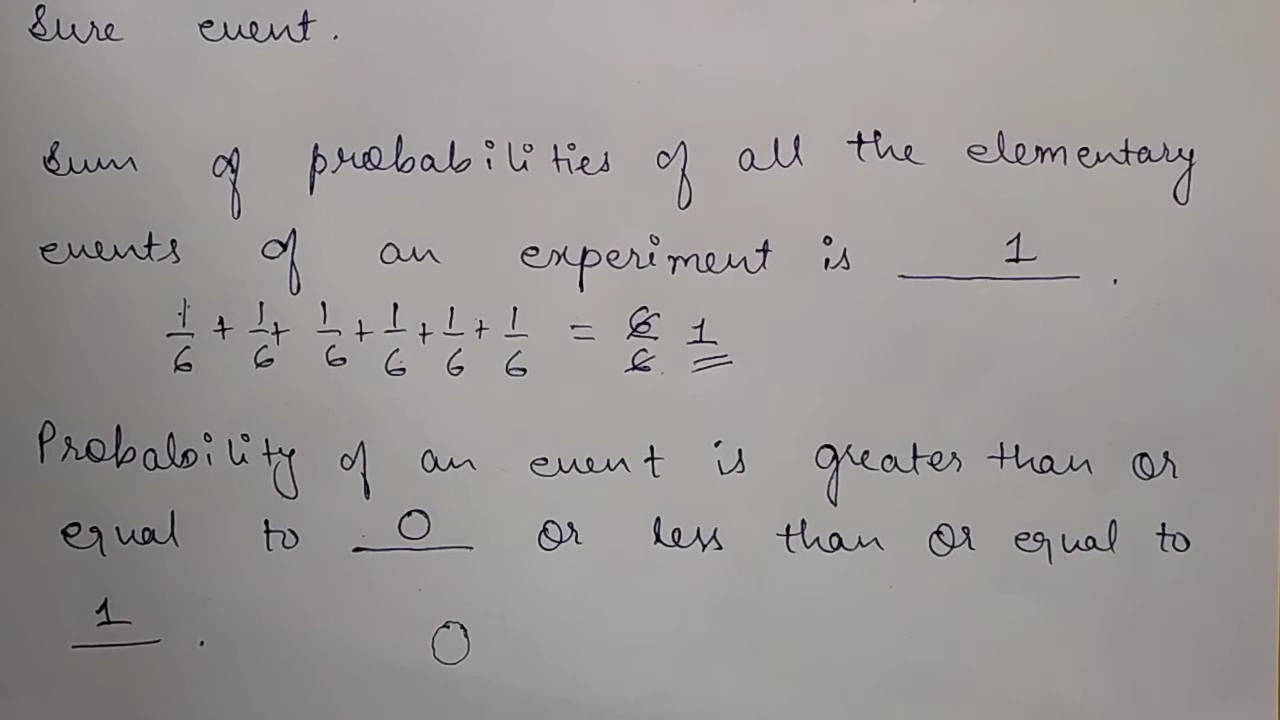 Sure event.
Sum of probabilities of all the elementary
events of an experiment is 1.
1/6 + 1/6 + 1/6 + 1/6 + 1/6 + 1/6 = 6/6 1
Probability of an event is greater than or
equal to 0 or less than or equal to
1. 0